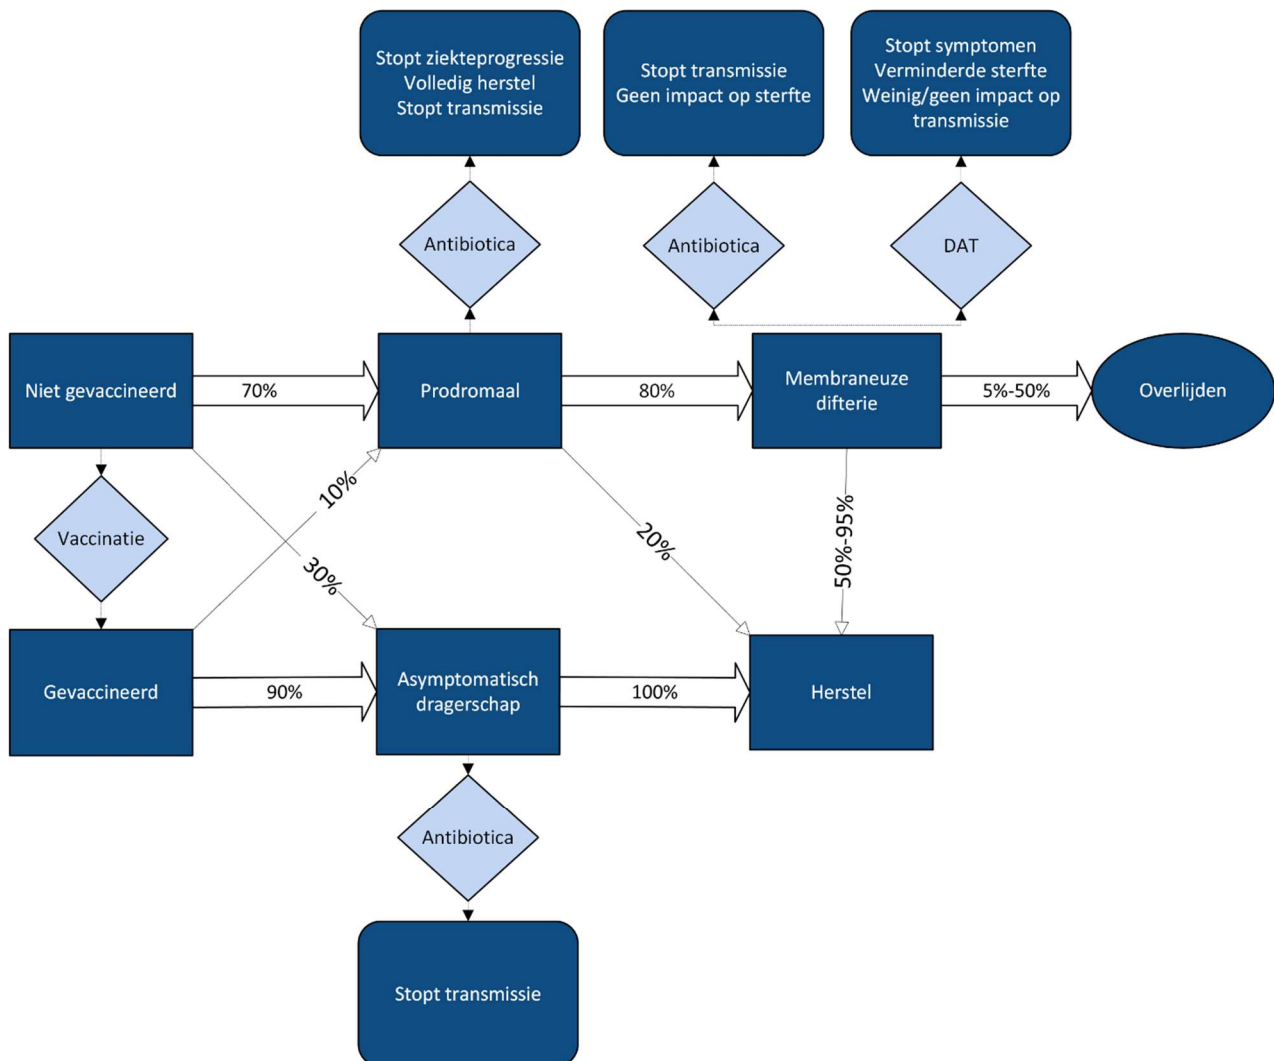 Stopt ziekteprogressie
Volledig herstel
Stopt transmissie
Stopt transmissie
Geen impact op sterfte
Stopt symptomen
Verminderde sterfte
Weinig/geen impact op
transmissie
Antibiotica
Antibiotica
DAT
Niet gevaccineerd
70%
Prodromaal
80%
Membraneuze
difterie
5%-50%
Overlijden
Vaccinatie
10%
30%
20%
50%-95%
Gevaccineerd
90%
Asymptomatisch
dragerschap
100%
Herstel
Antibiotica
Stopt transmissie